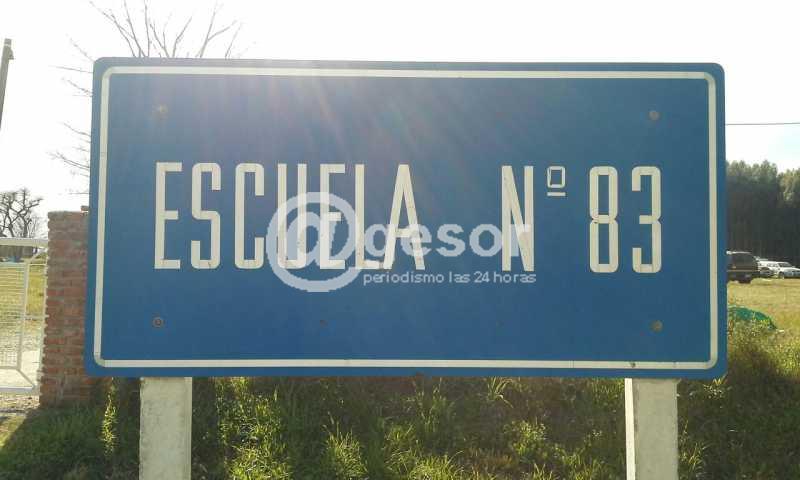 ESCUELA Nº 83
@gesor
periodismo las 24 horas